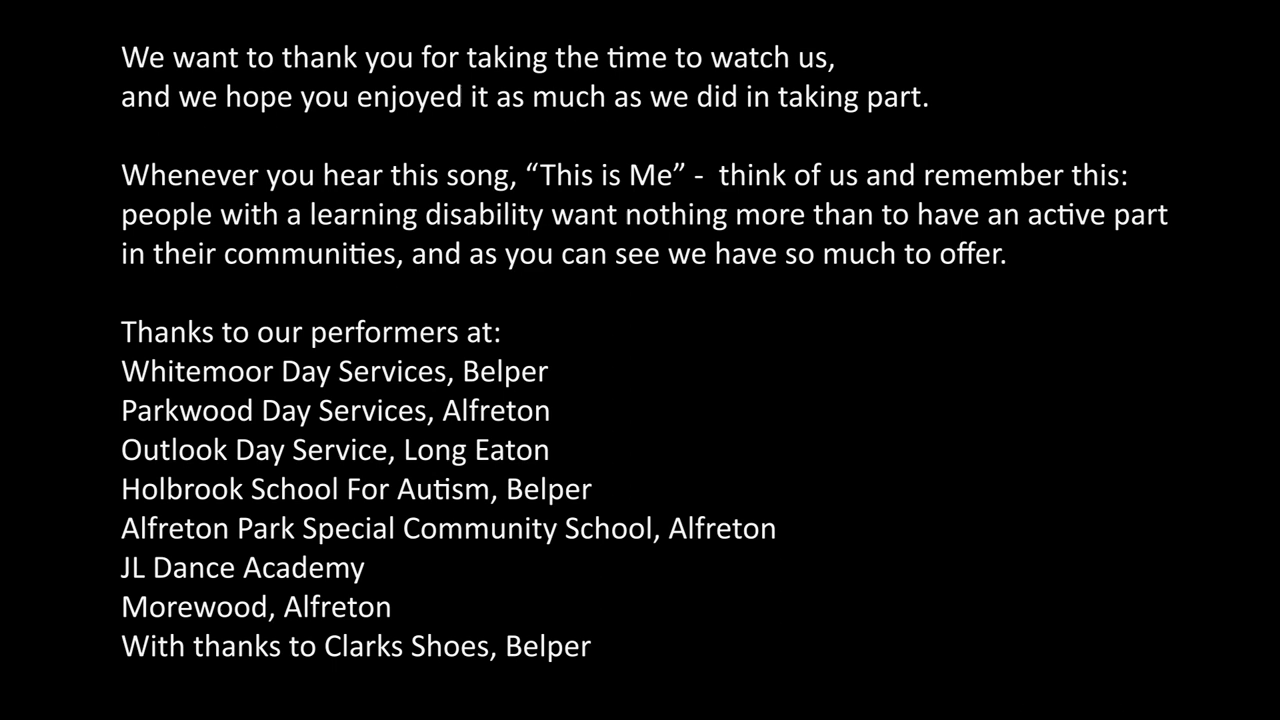 We want to thank you for taking the time to watch us,
and we hope you enjoyed it as much as we did in taking part.
Whenever you hear this song, “This is Me” -  think of us and remember this:
people with a learning disability want nothing more than to have an active part
in their communities, and as you can see we have so much to offer.
Thanks to our performers at:
Whitemoor Day Services, Belper
Parkwood Day Services, Alfreton
Outlook Day Service, Long Eaton
Holbrook School For Autism, Belper
Alfreton Park Special Community School, Alfreton
JL Dance Academy
Morewood, Alfreton
With thanks to Clarks Shoes, Belper